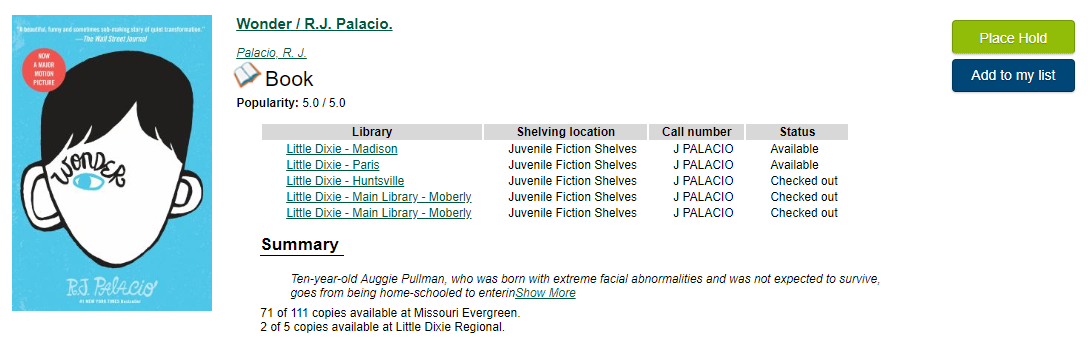 "A beautiful, funny and sometimes sob-making story of quiet transformation."
—The Wall Street Journal
NOW
A MAJOR
MOTION
PICTURE
WONDER
R.J. PALACIO
#1 NEW YORK TIMES Bestseller
Wonder / R.J. Palacio.
Palacio, R. J.
Book
Popularity: 5.0 / 5.0
Library Shelving location Call number Status
Little Dixie - Madison Juvenile Fiction Shelves J PALACIO Available
Little Dixie - Paris Juvenile Fiction Shelves J PALACIO Available
Little Dixie - Huntsville Juvenile Fiction Shelves J PALACIO Checked out
Little Dixie - Main Library - Moberly Juvenile Fiction Shelves J PALACIO Checked out
Little Dixie - Main Library - Moberly Juvenile Fiction Shelves J PALACIO Checked out
Summary
Ten-year-old Auggie Pullman, who was born with extreme facial abnormalities and was not expected to survive,
goes from being home-schooled to enterinShow More
71 of 111 copies available at Missouri Evergreen.
2 of 5 copies available at Little Dixie Regional.
Place Hold
Add to my list